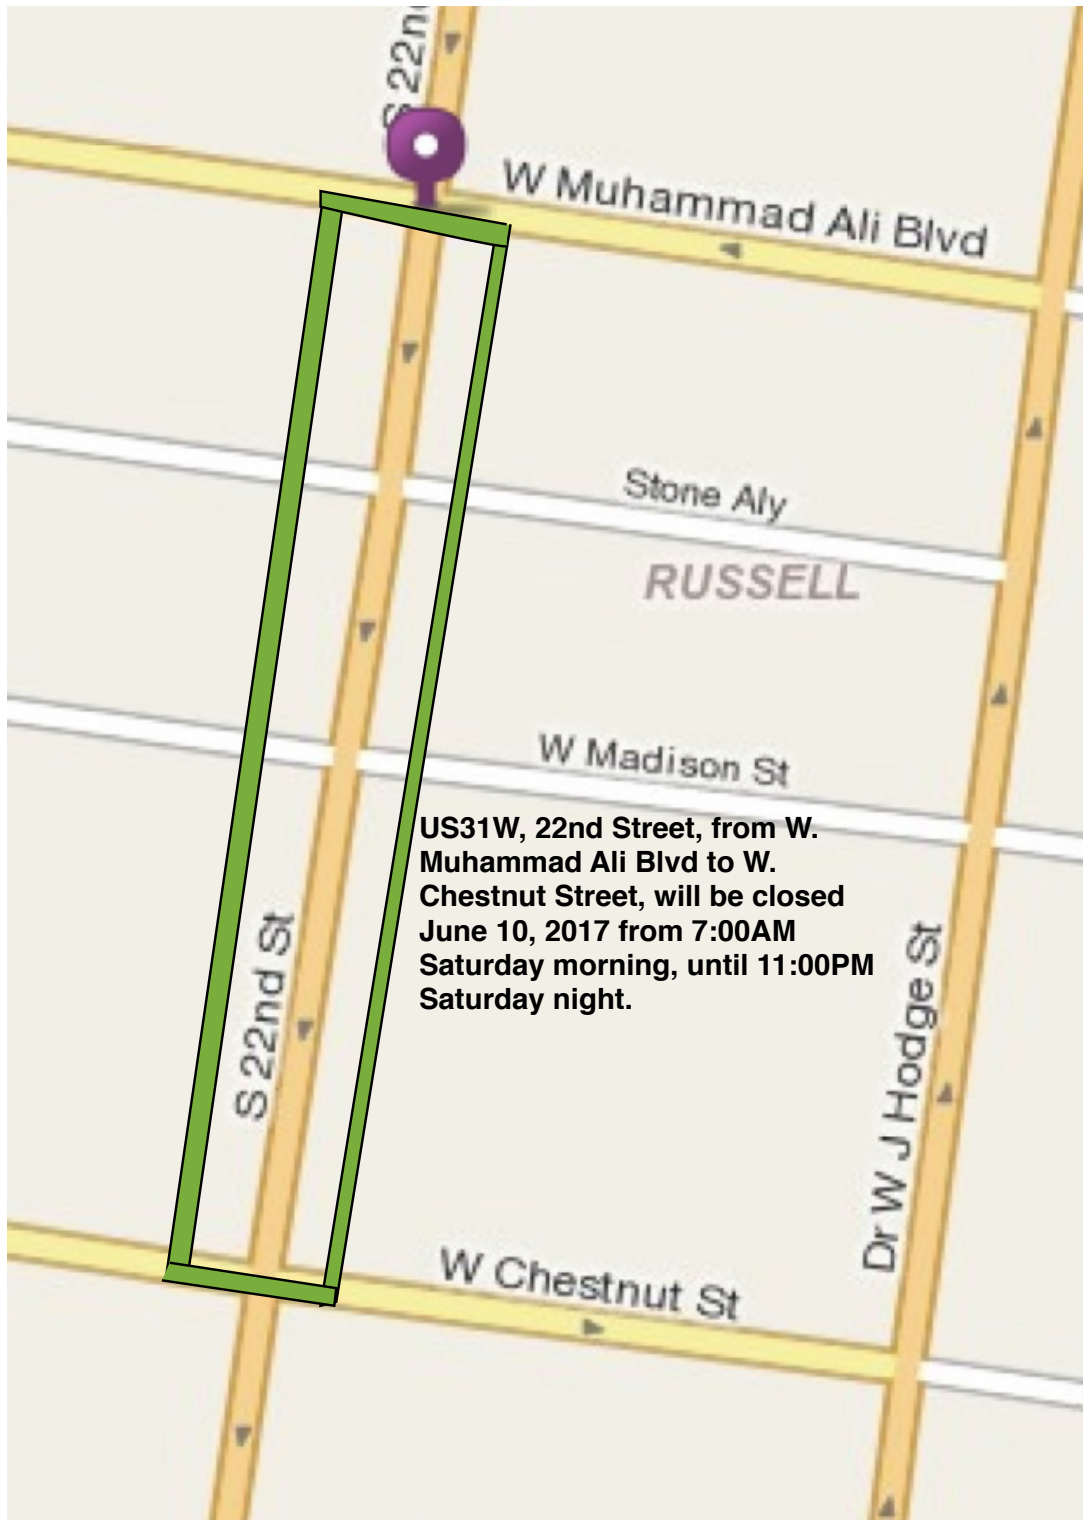 S 22nd
W Muhammad Ali Blvd
Stone Aly
RUSSELL
W Madison St
US31W, 22nd Street, from W.
Muhammad Ali Blvd to W.
Chestnut Street, will be closed
June 10, 2017 from 7:00AM
Saturday morning, until 11:00PM
Saturday night.
S 22nd St
Dr W J Hodge St
W Chestnut St